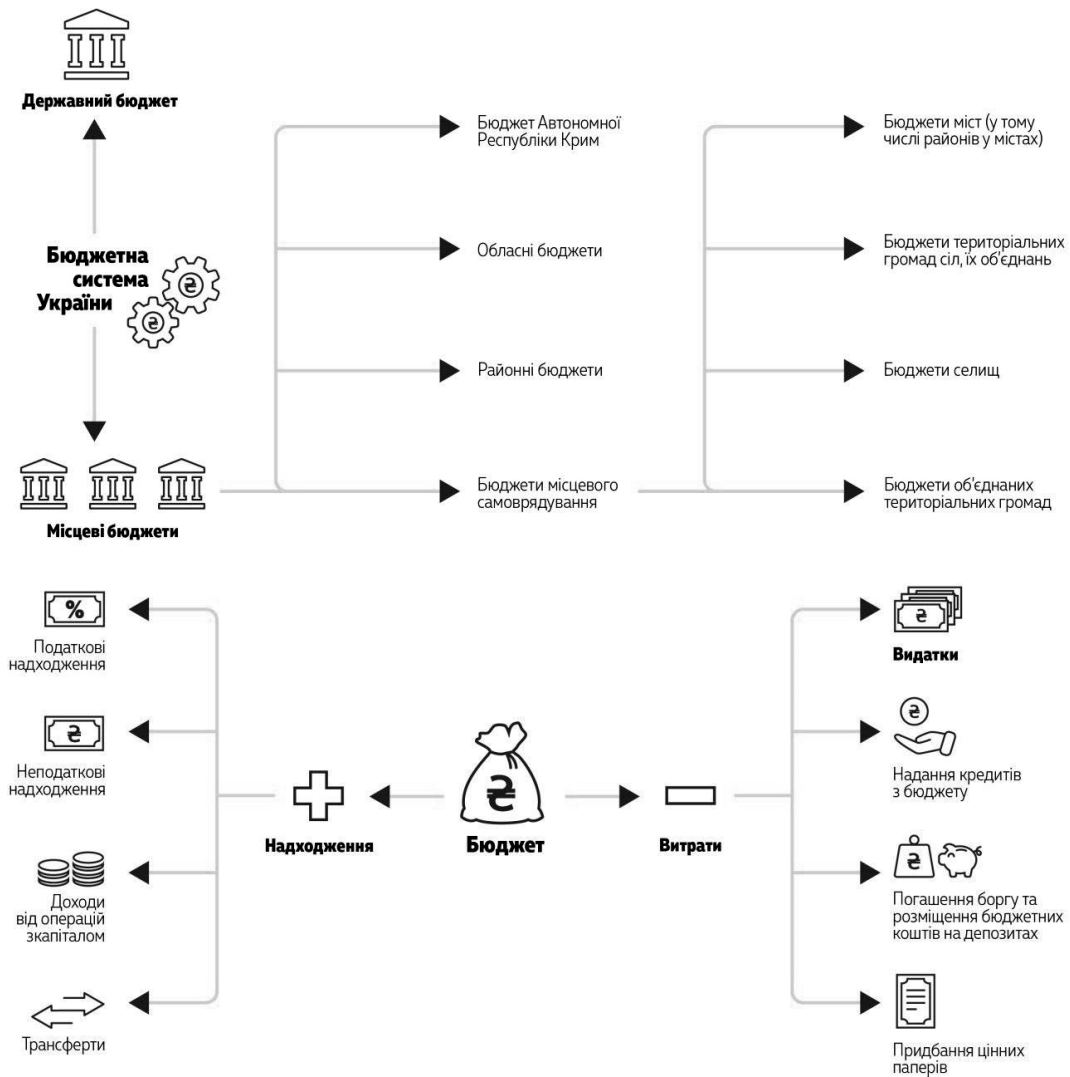 Державний бюджет
Бюджетна
система
України
₴
₴
Місцеві бюджети
Бюджет Автономної
Республіки Крим
Обласні бюджети
Районні бюджети
Бюджети місцевого
самоврядування
Бюджети міст (у тому
числі районів у містах)
Бюджети територіальних
громад сіл, їх об'єднань
Бюджети селищ
Бюджети об'єднаних
територіальних громад
%
Податкові
надходження
₴
Неподаткові
надходження
Доходи
від операцій
зкапіталом
Трансферти
Надходження
₴
Бюджет
Витрати
₴
Видатки
₴
Надання кредитів
з бюджету
₴
Погашення боргу та
розміщення бюджетних
коштів на депозитах
Придбання цінних
паперів